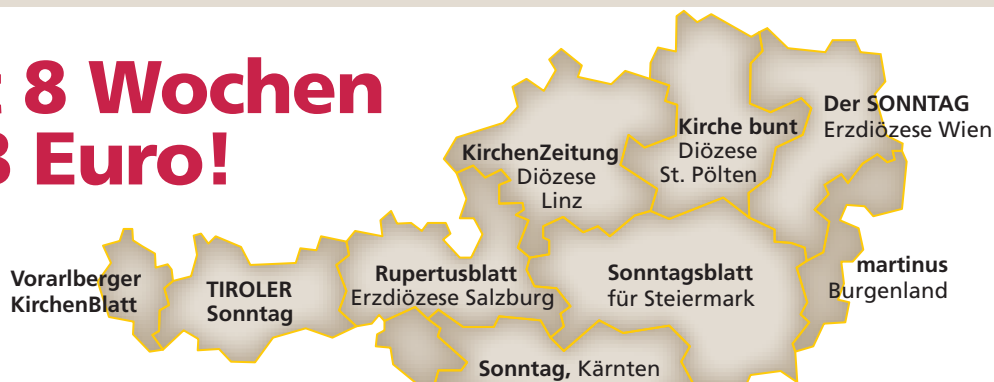 8 Wochen
Euro!
Der SONNTAG
Erzdiözese Wien
Kirche bunt
Diözese
St. Pölten
KirchenZeitung
Diözese
Linz
Vorarlberger
KirchenBlatt
TIROLER
Sonntag
Rupertusblatt
Erzdiözese Salzburg
Sonntagsblatt
für Steiermark
martinus
Burgenland
Sonntag, Kärnten